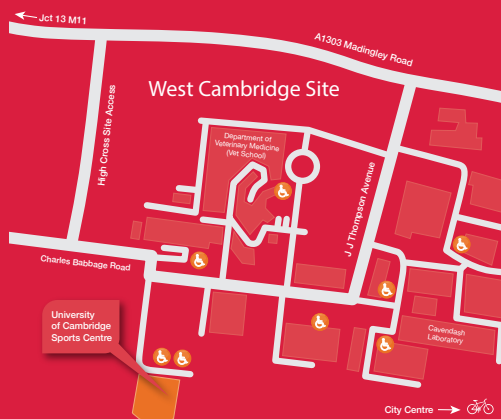 Jct 13 M11
A1303 Madingley Road
West Cambridge Site
High Cross Site Access
Department of
Veterinary Medicine
(Vet School)
J J Thompson Avenue
Charles Babbage Road
University
of Cambridge
Sports Centre
Cavendash
Laboratory
City Centre